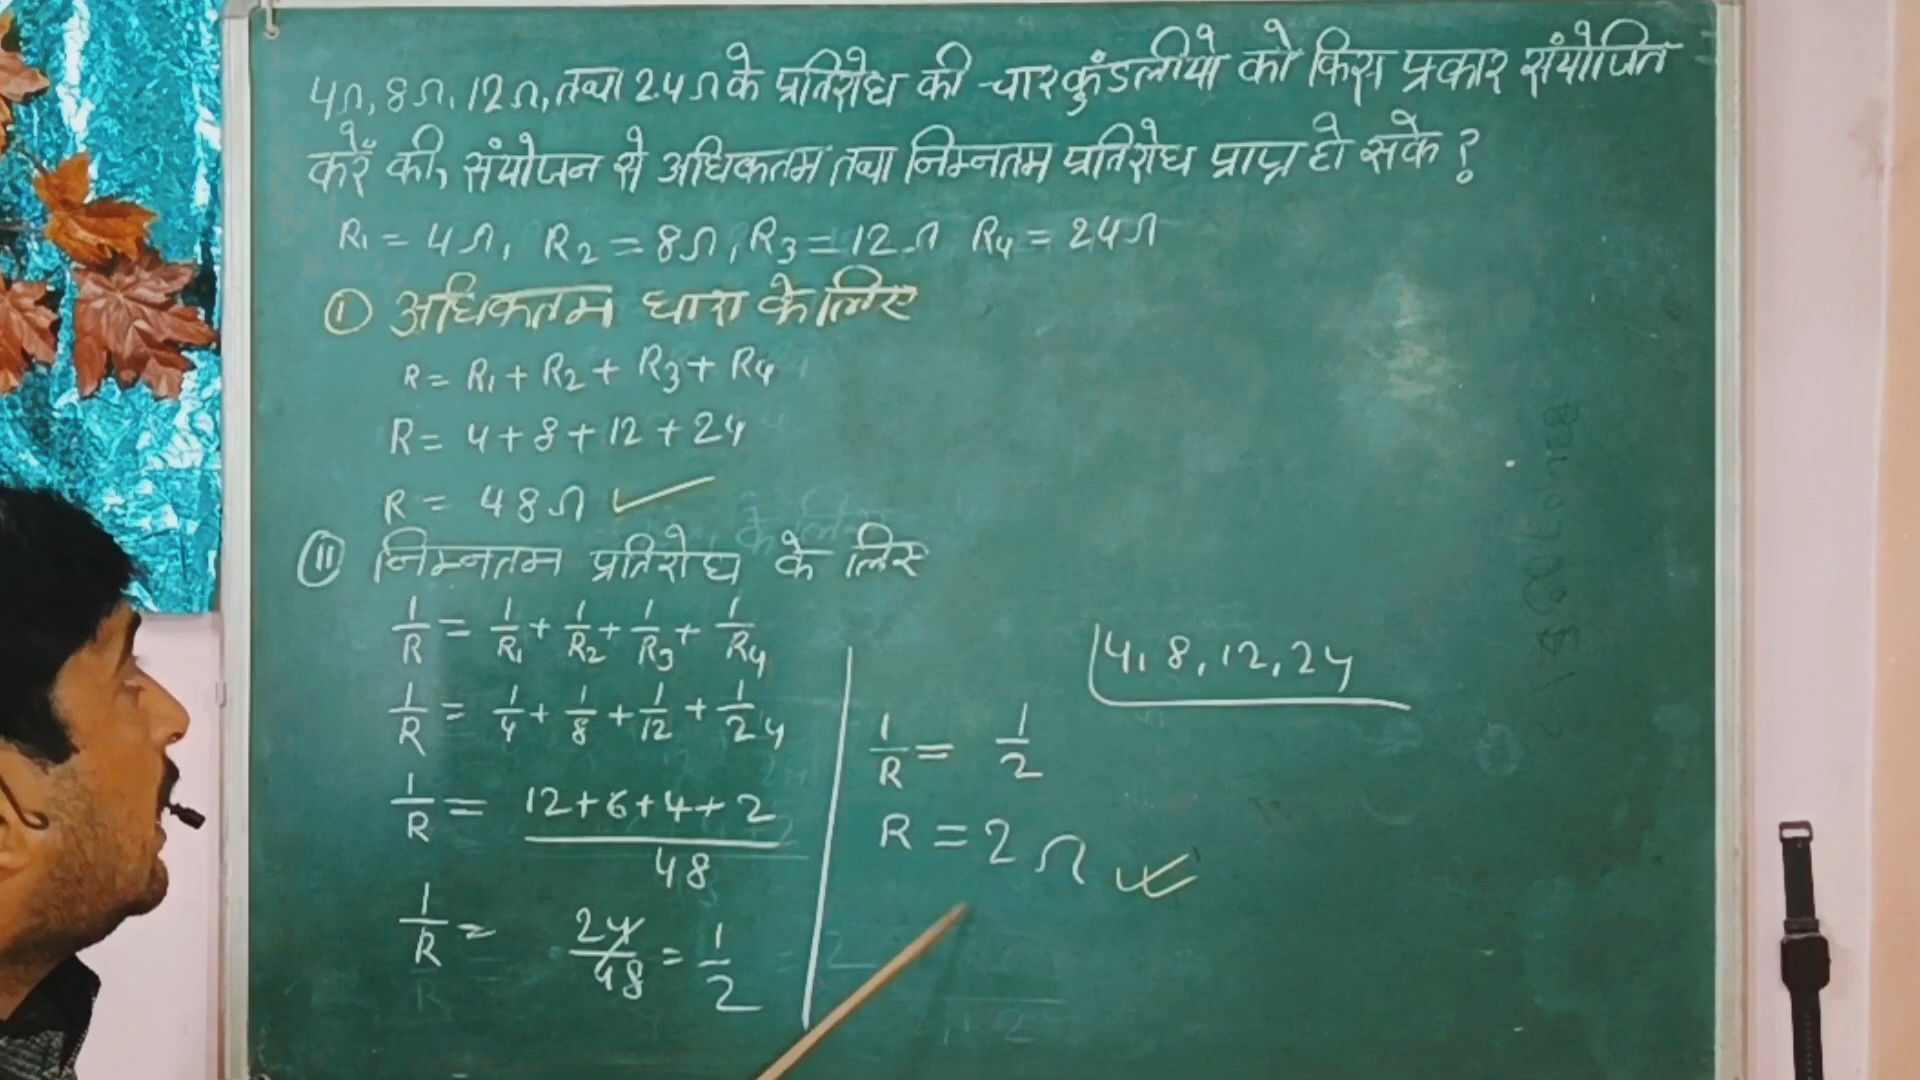 4Ω, 8Ω, 12Ω, तथा 24Ω के प्रतिरोध की चार कुंडलीयो को किस प्रकार संयोजित
करें की, संयोजन से अधिकतम तथा निम्नतम प्रतिरोध प्राप्त हो सके ?
R₁ = 4Ω, R₂ = 8Ω, R₃ = 12Ω R₄ = 24Ω
① अधिकतम धारा के लिए
R = R₁ + R₂ + R₃ + R₄
R = 4 + 8 + 12 + 24
R = 48Ω ✓
② निम्नतम प्रतिरोध के लिए
1/R = 1/R₁ + 1/R₂ + 1/R₃ + 1/R₄
1/R = 1/4 + 1/8 + 1/12 + 1/24
1/R = (12+6+4+2)/48
1/R = 24/48 = 1/2
1/R = 1/2
R = 2Ω ✓
4, 8, 12, 24